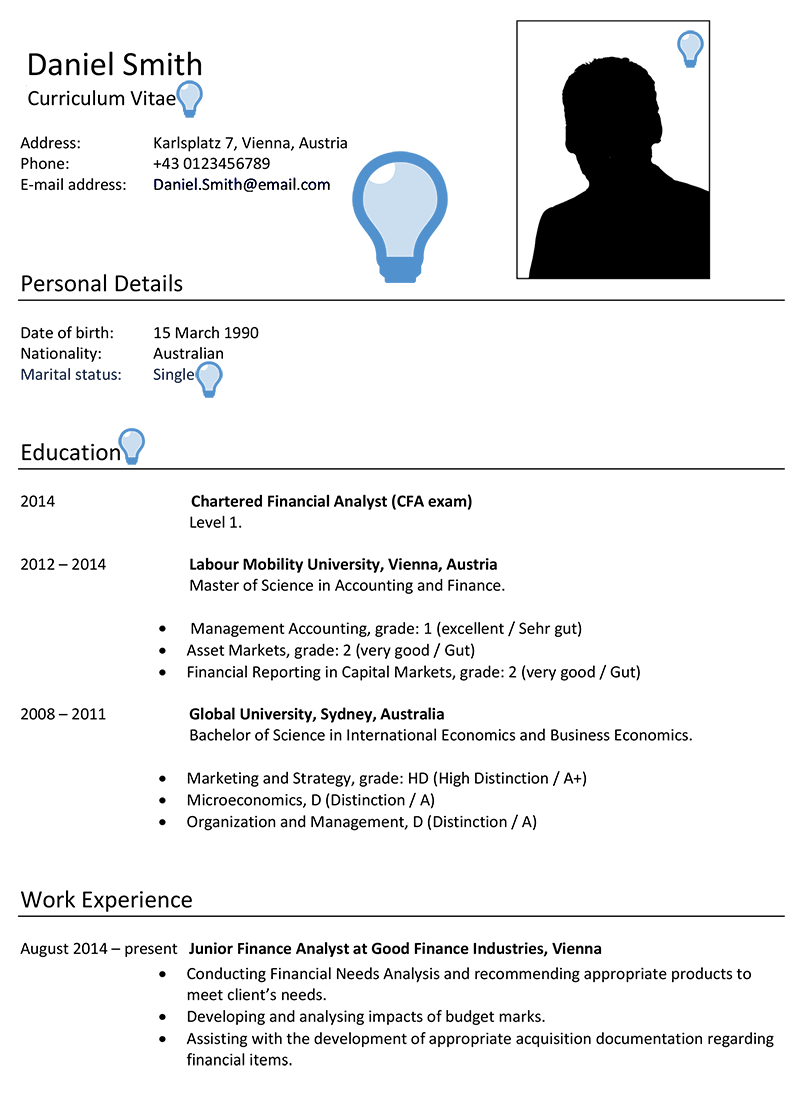 Daniel Smith
Curriculum Vitae
Address: Karlsplatz 7, Vienna, Austria
Phone: +43 0123456789
E-mail address: Daniel.Smith@email.com
Personal Details
Date of birth: 15 March 1990
Nationality: Australian
Marital status: Single
Education
2014 Chartered Financial Analyst (CFA exam)
Level 1.
2012 – 2014 Labour Mobility University, Vienna, Austria
Master of Science in Accounting and Finance.
• Management Accounting, grade: 1 (excellent / Sehr gut)
• Asset Markets, grade: 2 (very good / Gut)
• Financial Reporting in Capital Markets, grade: 2 (very good / Gut)
2008 – 2011 Global University, Sydney, Australia
Bachelor of Science in International Economics and Business Economics.
• Marketing and Strategy, grade: HD (High Distinction / A+)
• Microeconomics, D (Distinction / A)
• Organization and Management, D (Distinction / A)
Work Experience
August 2014 – present Junior Finance Analyst at Good Finance Industries, Vienna
• Conducting Financial Needs Analysis and recommending appropriate products to
meet client’s needs.
• Developing and analysing impacts of budget marks.
• Assisting with the development of appropriate acquisition documentation regarding
financial items.